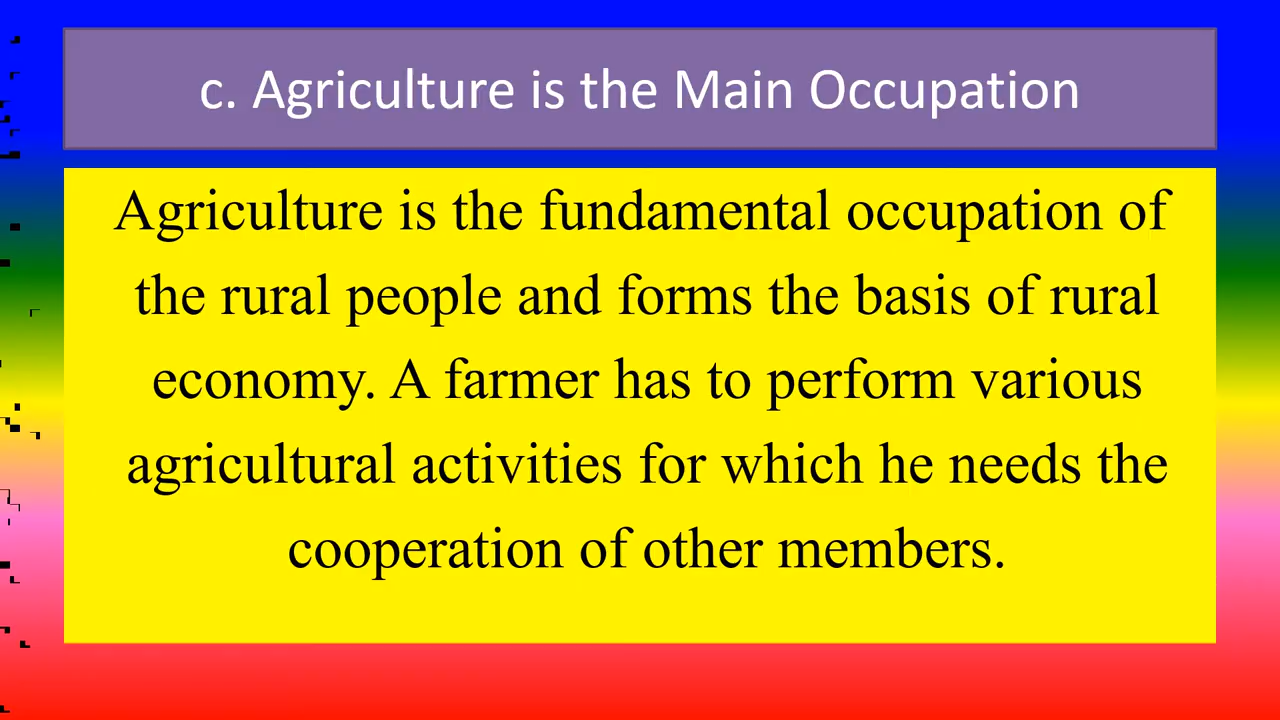 c. Agriculture is the Main Occupation
Agriculture is the fundamental occupation of
the rural people and forms the basis of rural
economy. A farmer has to perform various
agricultural activities for which he needs the
cooperation of other members.